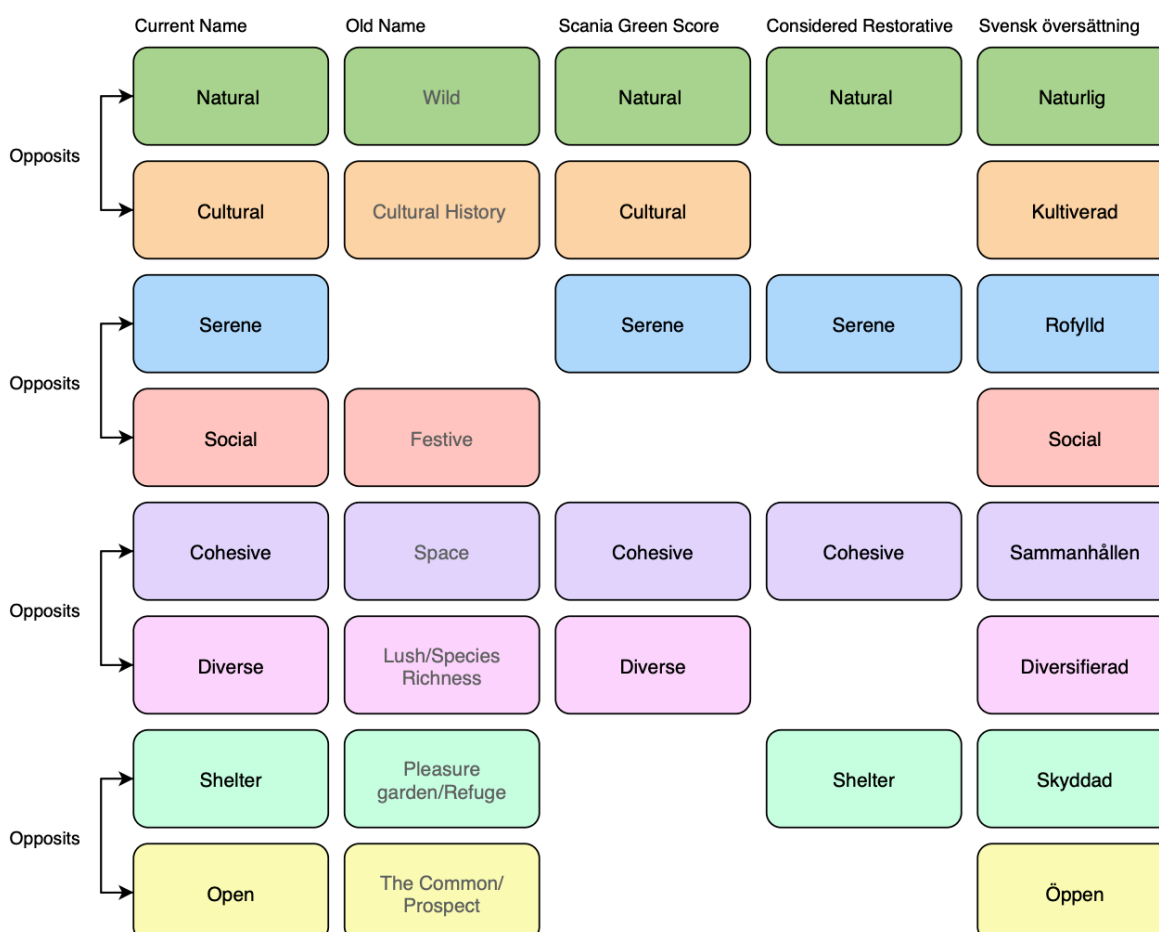 Current Name
Old Name
Scania Green Score
Considered Restorative
Svensk översättning
Natural
Wild
Natural
Natural
Naturlig
Opposits
Cultural
Cultural History
Cultural
Kultiverad
Serene
Serene
Serene
Rofylld
Opposits
Social
Festive
Social
Cohesive
Space
Cohesive
Cohesive
Sammanhållen
Opposits
Diverse
Lush/Species
Richness
Diverse
Diversifierad
Shelter
Pleasure
garden/Refuge
Shelter
Skyddad
Opposits
Open
The Common/
Prospect
Öppen